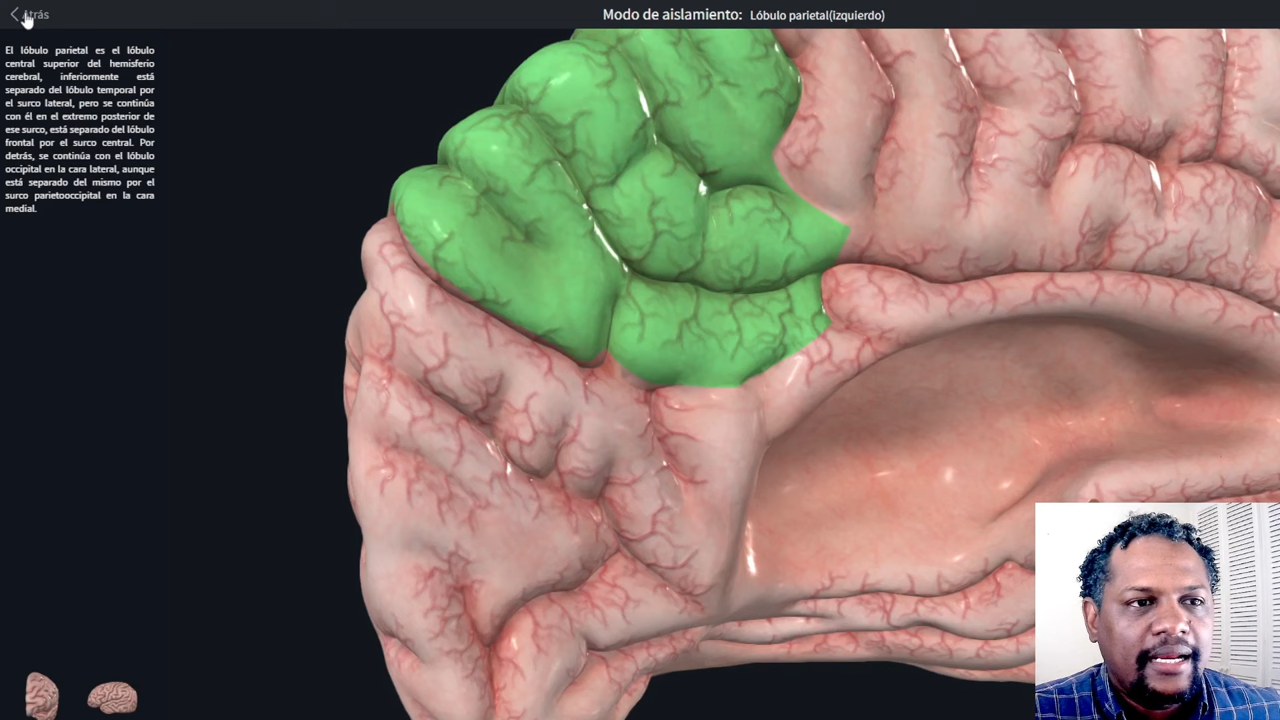 Atrás
Modo de aislamiento: Lóbulo parietal(izquierdo)
El lóbulo parietal es el lóbulo
central superior del hemisferio
cerebral, inferiormente está
separado del lóbulo temporal por
el surco lateral, pero se continúa
con él en el extremo posterior de
ese surco, está separado del lóbulo
frontal por el surco central. Por
detrás, se continúa con el lóbulo
occipital en la cara lateral, aunque
está separado del mismo por el
surco parietooccipital en la cara
medial.